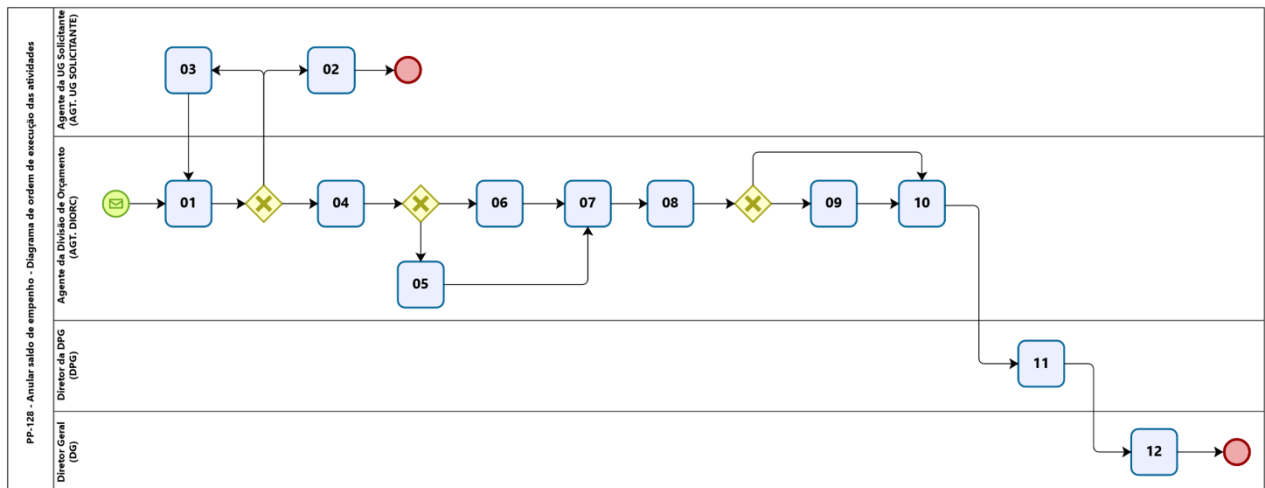 PP-128 - Anular saldo de empenho - Diagrama de ordem de execução das atividades
Agente da UG Solicitante
(AGT. UG SOLICITANTE)
03
02
Agente da Divisão de Orçamento
(AGT. DIORC)
01
04
06
07
08
09
10
05
Diretor da DPG
(DPG)
11
Diretor Geral
(DG)
12